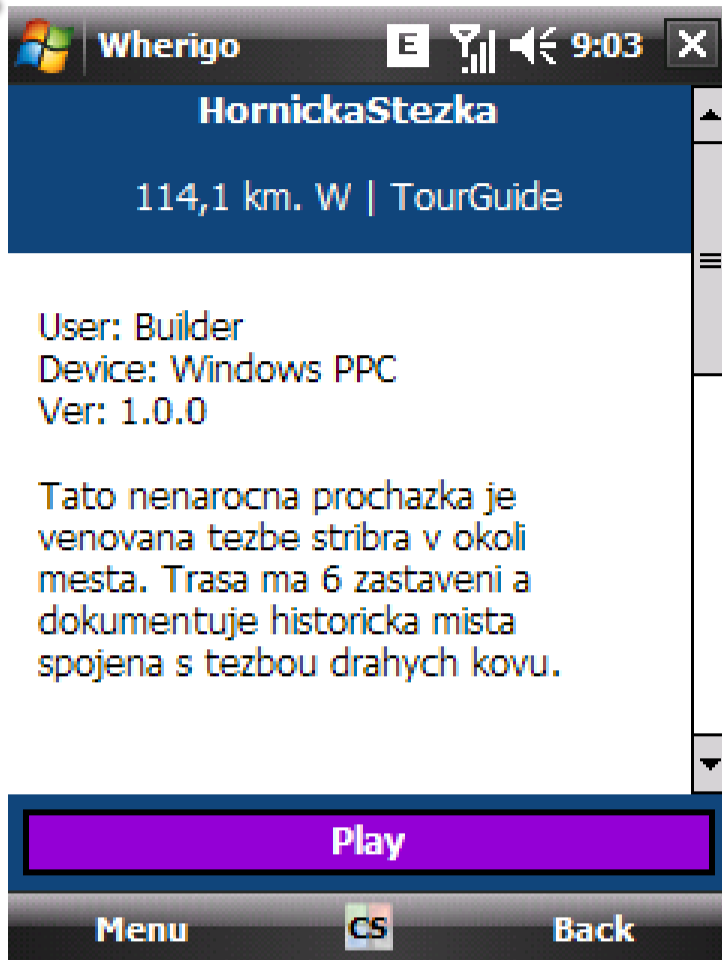 Wherigo E 9:03
HornickaStezka
114,1 km. W | TourGuide
User: Builder
Device: Windows PPC
Ver: 1.0.0
Tato nenarocna prochazka je
venovana tezbe stribra v okoli
mesta. Trasa ma 6 zastaveni a
dokumentuje historicka mista
spojena s tezbou drahych kovu.
Play
Menu CS Back